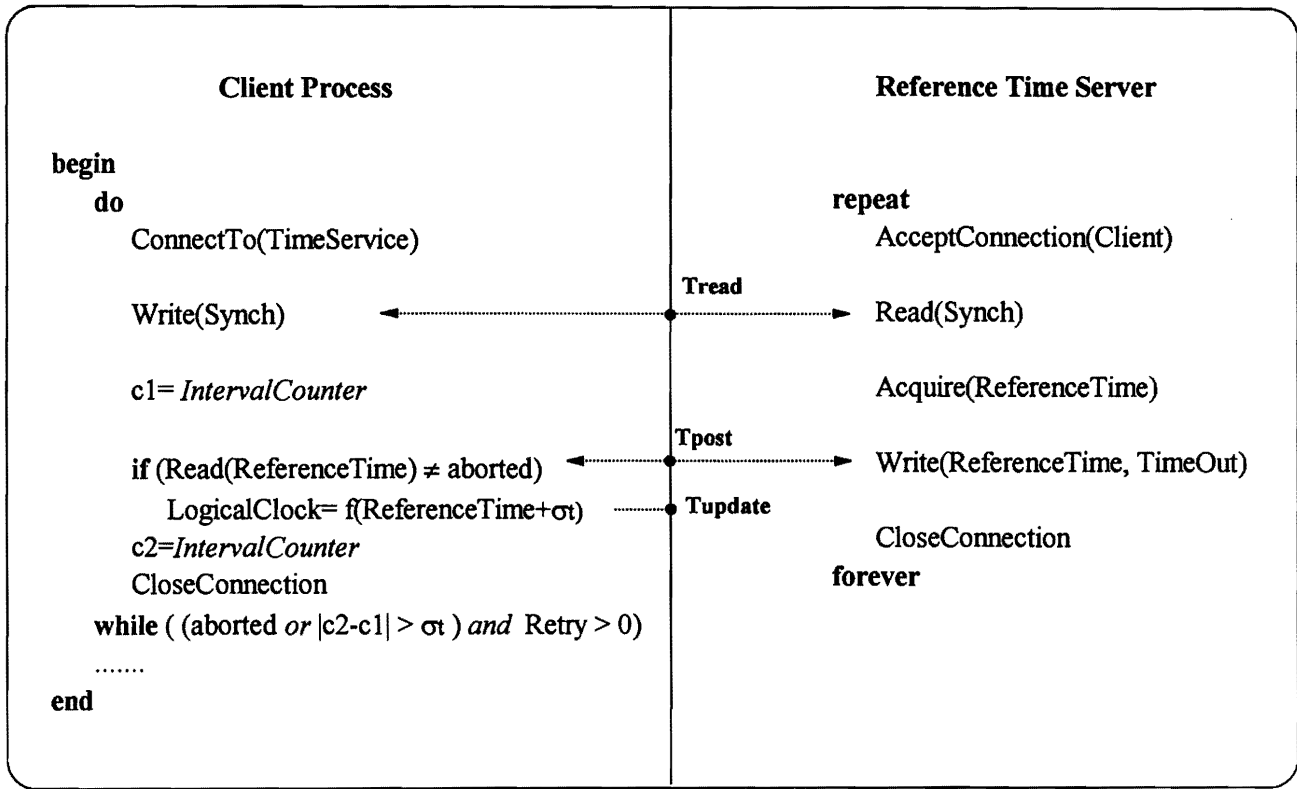 Client Process
begin
do
ConnectTo(TimeService)
Write(Synch)
c1= IntervalCounter
if (Read(ReferenceTime) ≠ aborted)
LogicalClock= f(ReferenceTime+σt)
c2=IntervalCounter
CloseConnection
while ( (aborted or |c2-c1| > σt ) and Retry > 0)
.......
end
Tread
Tpost
Tupdate
Reference Time Server
repeat
AcceptConnection(Client)
Read(Synch)
Acquire(ReferenceTime)
Write(ReferenceTime, TimeOut)
CloseConnection
forever